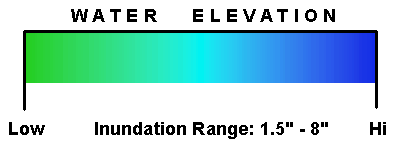 WATER ELEVATION
Low Inundation Range: 1.5" - 8" Hi